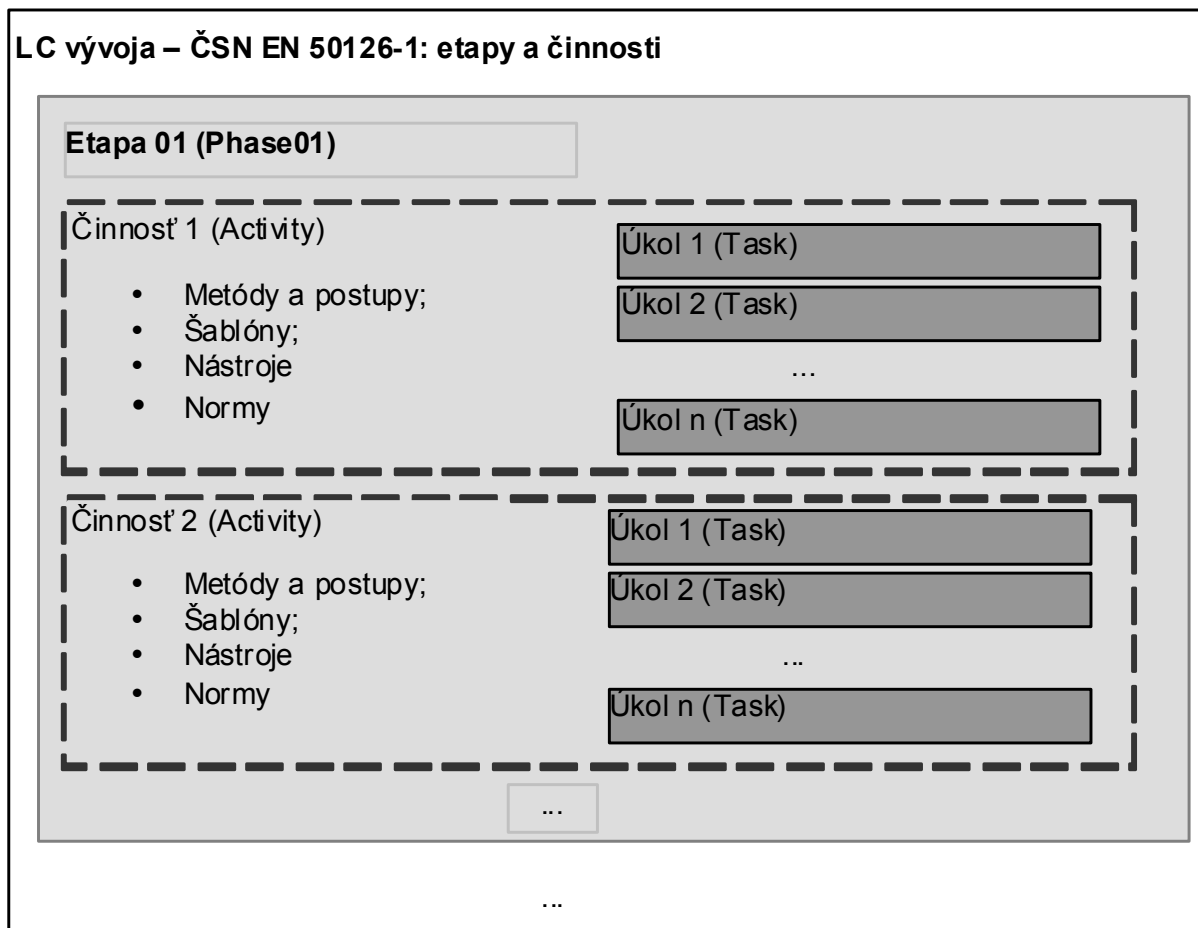 LC vývoja – ČSN EN 50126-1: etapy a činnosti
Etapa 01 (Phase01)
Činnosť 1 (Activity)
• Metódy a postupy;
• Šablóny;
• Nástroje
• Normy
Úkol 1 (Task)
Úkol 2 (Task)
...
Úkol n (Task)
Činnosť 2 (Activity)
• Metódy a postupy;
• Šablóny;
• Nástroje
• Normy
Úkol 1 (Task)
Úkol 2 (Task)
...
Úkol n (Task)
...
...